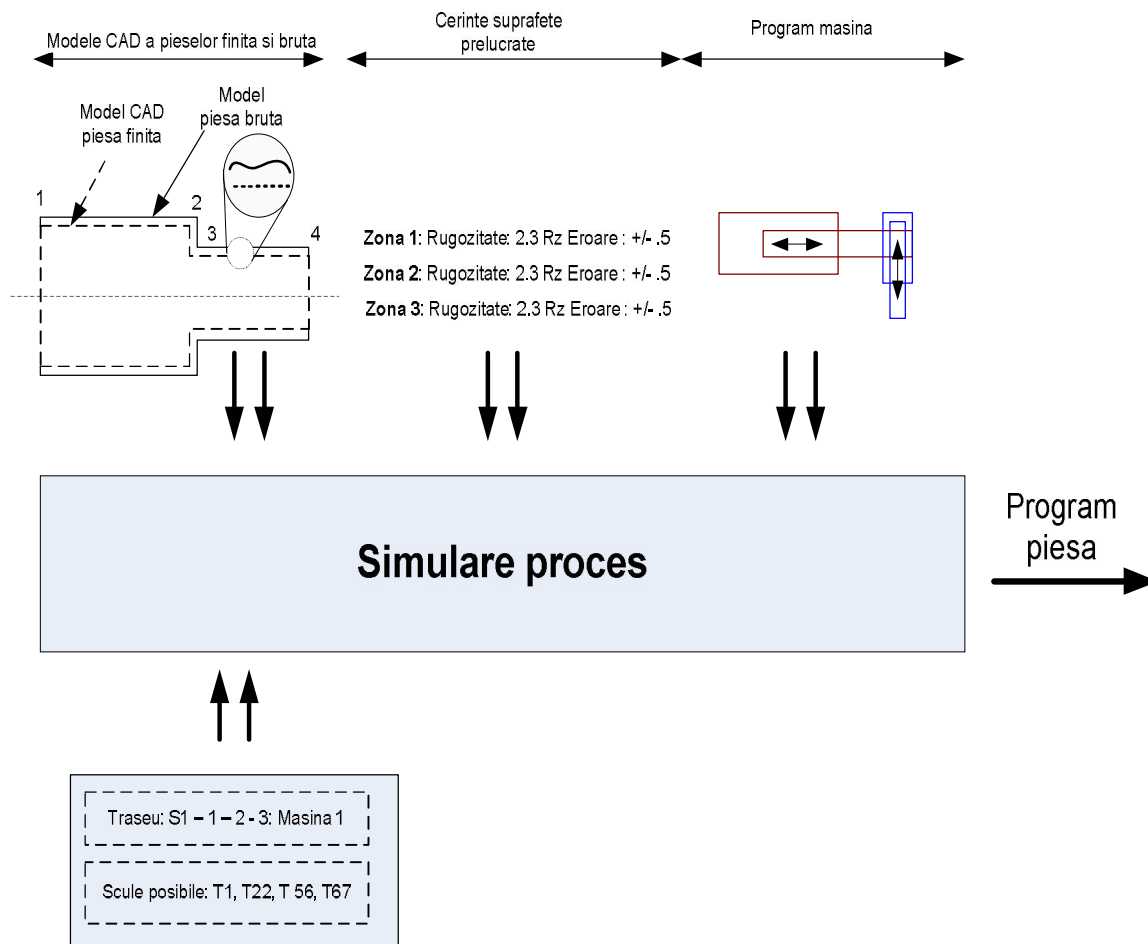 Modele CAD a pieselor finita si bruta
Cerinte suprafete
prelucrate
Program masina
Model CAD
piesa finita
Model
piesa bruta
1
2
3
4
Zona 1: Rugozitate: 2.3 Rz Eroare : +/- .5
Zona 2: Rugozitate: 2.3 Rz Eroare : +/- .5
Zona 3: Rugozitate: 2.3 Rz Eroare : +/- .5
Simulare proces
Program
piesa
Traseu: S1 – 1 – 2 - 3: Masina 1
Scule posibile: T1, T22, T 56, T67